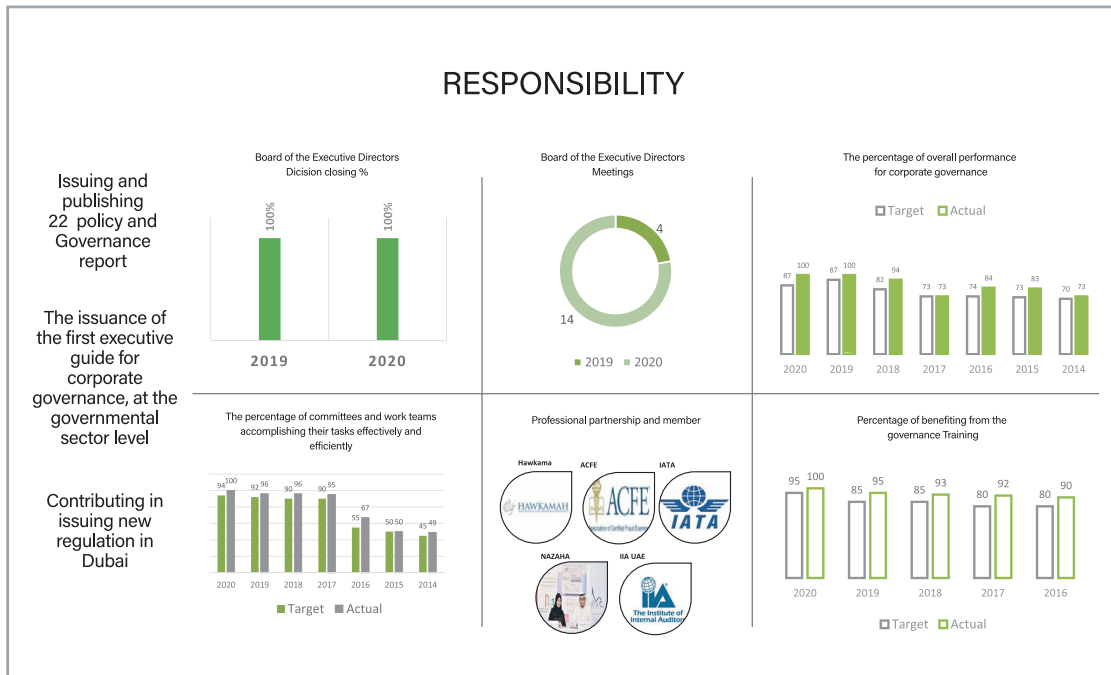 RESPONSIBILITY
Issuing and
publishing
22 policy and
Governance
report
The issuance of
the first executive
guide for
corporate
governance, at the
governmental
sector level
Contributing in
issuing new
regulation in
Dubai
Board of the Executive Directors
Dicision closing %
100%
100%
2019
2020
Board of the Executive Directors
Meetings
4
14
2019 2020
The percentage of overall performance
for corporate governance
Target Actual
87 100 87 100 82 94 73 73 74 84 73 83 70 73
2020 2019 2018 2017 2016 2015 2014
The percentage of committees and work teams
accomplishing their tasks effectively and
efficiently
94 100 92 96 90 96 90 95 55 67 50 50 45 49
2020 2019 2018 2017 2016 2015 2014
Target Actual
Professional partnership and member
Hawkama ACFE IATA
HAWKAMAH
ACFE
ssociation of Certified Fraud Examin
IATA
NAZAHA IIA UAE
IIA
The Institute of
Internal Auditor
Percentage of benefiting from the
governance Training
95 100 85 95 85 93 80 92 80 90
2020 2019 2018 2017 2016
Target Actual